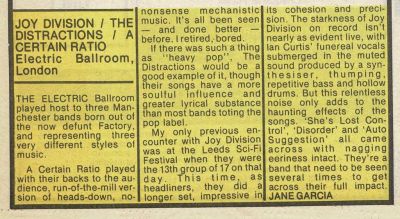 JOY DIVISION / THE
DISTRACTIONS / A
CERTAIN RATIO
Electric Ballroom,
London
THE ELECTRIC Ballroom
played host to three Man-
chester bands born out of
the now defunct Factory,
and representing three
very different styles of
music.
A Certain Ratio played
with their backs to the au-
dience, run-of-the-mill ver-
sion of heads-down, no-
nonsense mechanistic
music. It's all been seen
— and done better —
before. I retired, bored.
If there was such a thing
as "heavy pop". The
Distractions would be a
good example of it, though
their songs have a more
soulful influence and
greater lyrical substance
than most bands toting the
pop label.
My only previous en-
counter with Joy Division
was at the Leeds Sci-Fi
Festival when they were
the 13th group of 17 on that
day.. This time, as
headliners, they did a
longer set, impressive in
its cohesion and preci-
sion. The starkness of Joy
Division on record isn't
nearly as evident live, with
Ian Curtis' funereal vocals
submerged in the muted
sound produced by a syn-
thesiser, thumping,
repetitive bass and hollow
drums. But this relentless
noise only adds to the
haunting effects of the
songs. 'She's Lost Con-
trol', 'Disorder' and 'Auto
Suggestion' all came
across with nagging
eeriness intact. They're a
band that need to be seen
several times to get
across their full impact.
JANE GARCIA